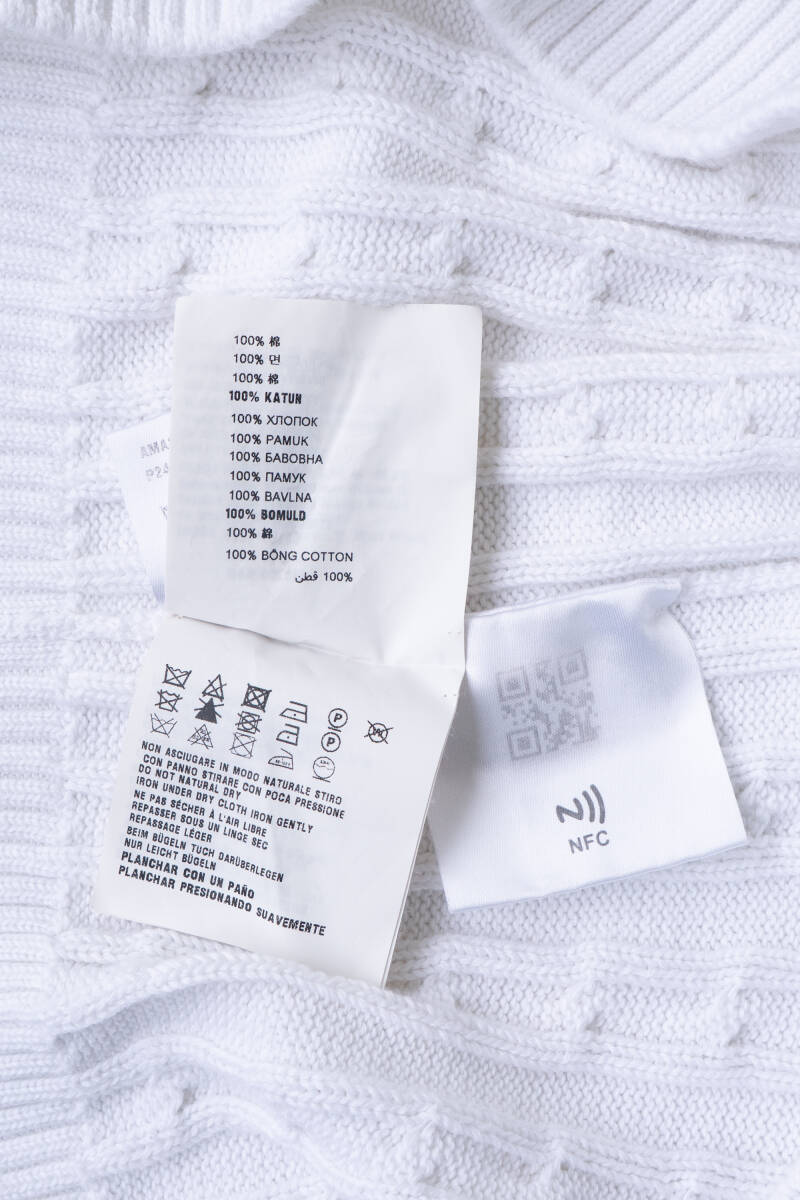 100% 棉
100% 면
100% 棉
100% KATUN
100% ХЛОПОК
100% PAMUK
100% БАВОВНА
100% ПАМУК
100% BAVLNA
100% BOMULD
100% 綿
100% BÔNG COTTON
100% قطن
AMA
P24
P
P
NON ASCIUGARE IN MODO NATURALE STIRO
CON PANNO STIRARE CON POCA PRESSIONE
DO NOT NATURAL DRY
IRON UNDER DRY CLOTH IRON GENTLY
NE PAS SÉCHER À L'AIR LIBRE
REPASSER SOUS UN LINGE SEC
REPASSAGE LÉGER
BEIM BÜGELN TUCH DARÜBERLEGEN
NUR LEICHT BÜGELN
PLANCHAR CON UN PAÑO
PLANCHAR PRESIONANDO SUAVEMENTE
NFC